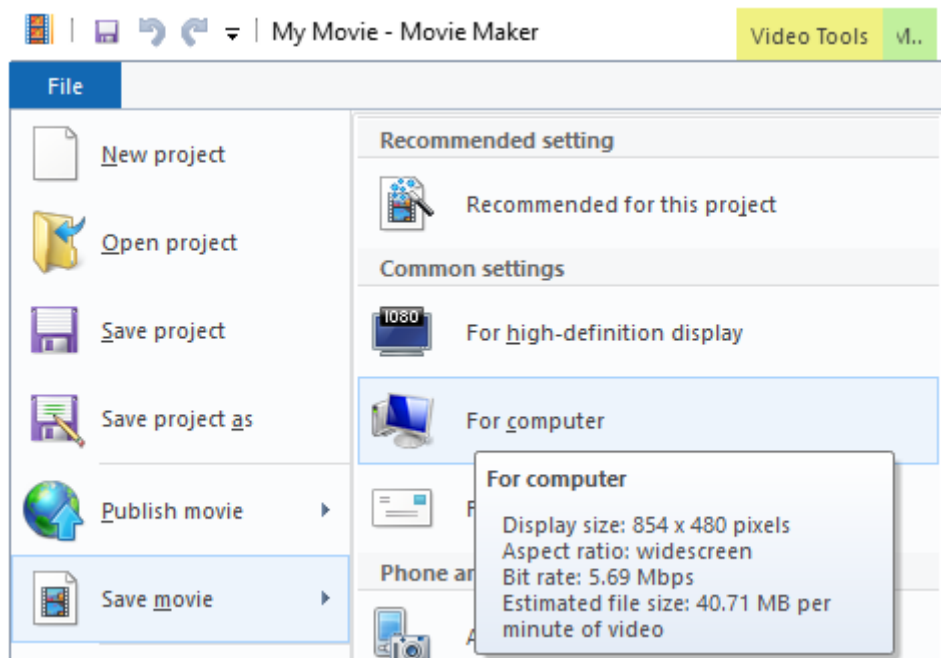 My Movie - Movie Maker
Video Tools
File
New project
Open project
Save project
Save project as
Publish movie
Save movie
Recommended setting
Recommended for this project
Common settings
1080
For high-definition display
For computer
For computer
Display size: 854 x 480 pixels
Aspect ratio: widescreen
Bit rate: 5.69 Mbps
Estimated file size: 40.71 MB per
minute of video
Phone